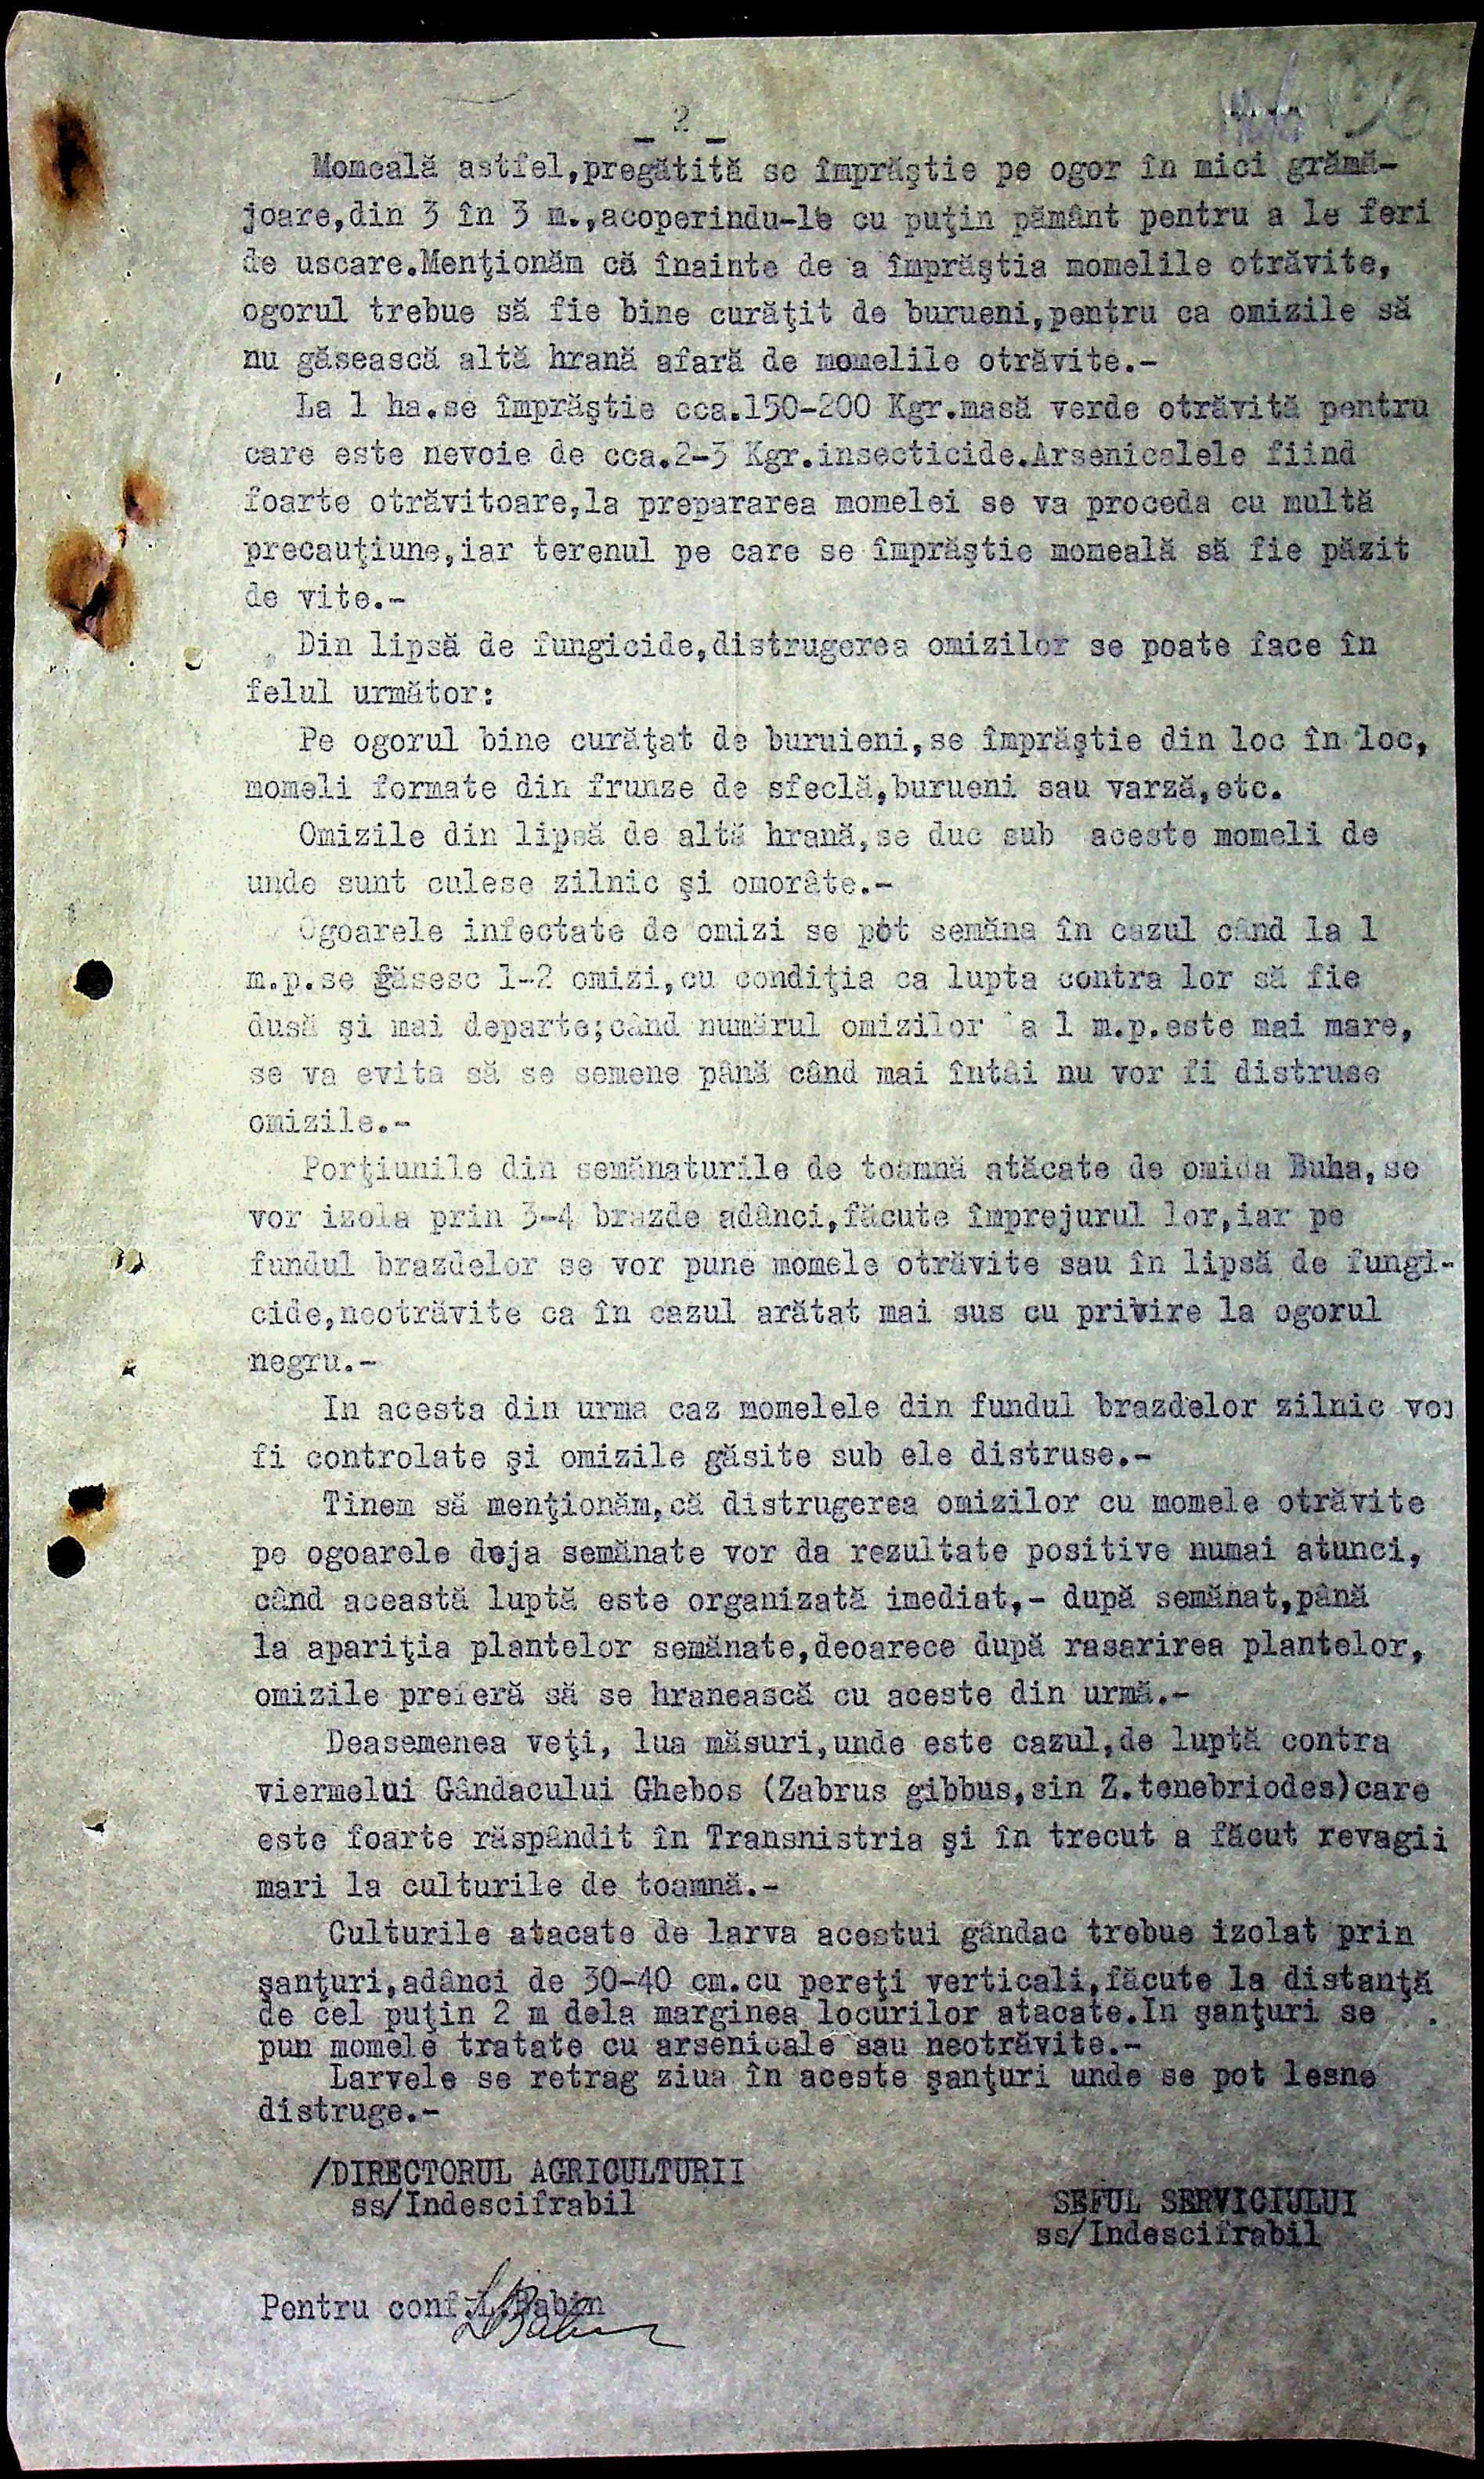 _ 2 _
Momeală astfel,pregătită se împrăştie pe ogor în mici grămă-
joare,din 3 în 3 m.,acoperindu-le cu puţin pământ pentru a le feri
de uscare.Menţionăm că înainte de a împrăştia momelile otrăvite,
ogorul trebue să fie bine curăţit de burueni,pentru ca omizile să
nu găsească altă hrană afară de momelile otrăvite.-
La 1 ha.se împrăştie cca.150-200 Kgr.masă verde otrăvită pentru
care este nevoie de cca.2-3 Kgr.insecticide.Arsenicalele fiind
foarte otrăvitoare,la prepararea momelei se va proceda cu multă
precauţiune,iar terenul pe care se împrăştie momeală să fie păzit
de vite.-
Din lipsă de fungicide,distrugerea omizilor se poate face în
felul următor:
Pe ogorul bine curăţat de buruieni,se împrăştie din loc în loc,
momeli formate din frunze de sfeclă,burueni sau varză,etc.
Omizile din lipsă de altă hrană,se duc sub aceste momeli de
unde sunt culese zilnic şi omorâte.-
Ogoarele infectate de omizi se pot semăna în cazul când la 1
m.p.se găsesc 1-2 omizi,cu condiţia ca lupta contra lor să fie
dusă şi mai departe;când numărul omizilor la 1 m.p.este mai mare,
se va evita să se semene până când mai întâi nu vor fi distruse
omizile.-
Porţiunile din semănaturile de toamnă atăcate de omida Buha,se
vor izola prin 3-4 brazde adânci,făcute împrejurul lor,iar pe
fundul brazdelor se vor pune momele otrăvite sau în lipsă de fungi-
cide,neotrăvite ca în cazul arătat mai sus cu privire la ogorul
negru.-
In acesta din urma caz momelele din fundul brazdelor zilnic vor
fi controlate şi omizile găsite sub ele distruse.-
Tinem să menţionăm,că distrugerea omizilor cu momele otrăvite
pe ogoarele deja semănate vor da rezultate positive numai atunci,
când această luptă este organizată imediat,- după semănat,până
la apariţia plantelor semănate,deoarece după rasarirea plantelor,
omizile preferă să se hranească cu aceste din urmă.-
Deasemenea veţi, lua măsuri,unde este cazul,de luptă contra
viermelui Gândacului Ghebos (Zabrus gibbus,sin Z.tenebriodes)care
este foarte răspândit în Transnistria şi în trecut a făcut revagii
mari la culturile de toamnă.-
Culturile atacate de larva acestui gândac trebue izolat prin
şanţuri,adânci de 30-40 cm.cu pereţi verticali,făcute la distanţă
de cel puţin 2 m dela marginea locurilor atacate.In şanţuri se
pun momele tratate cu arsenicale sau neotrăvite.-
Larvele se retrag ziua în aceste şanţuri unde se pot lesne
distruge.-
/DIRECTORUL AGRICULTURII
ss/Indescifrabil
SEFUL SERVICIULUI
ss/Indescifrabil
Pentru conf.L.Babin